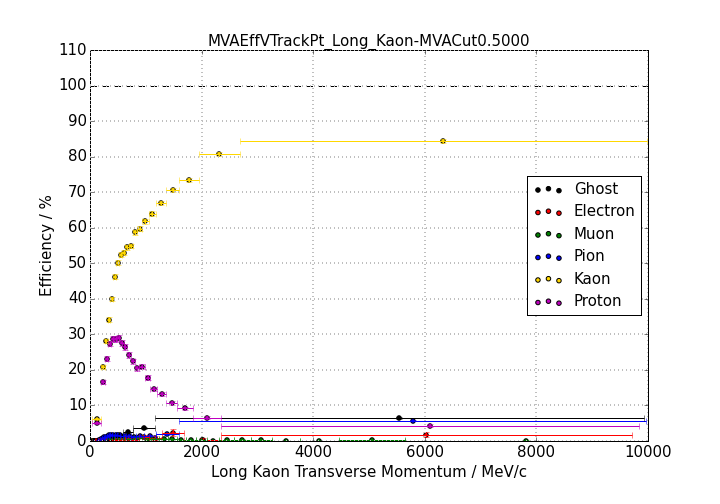 MVAEffVTrackPt_Long_Kaon-MVACut0.5000
110
100
90
80
70
60
50
40
30
20
10
0
Efficiency / %
Ghost
Electron
Muon
Pion
Kaon
Proton
0 2000 4000 6000 8000 10000
Long Kaon Transverse Momentum / MeV/c